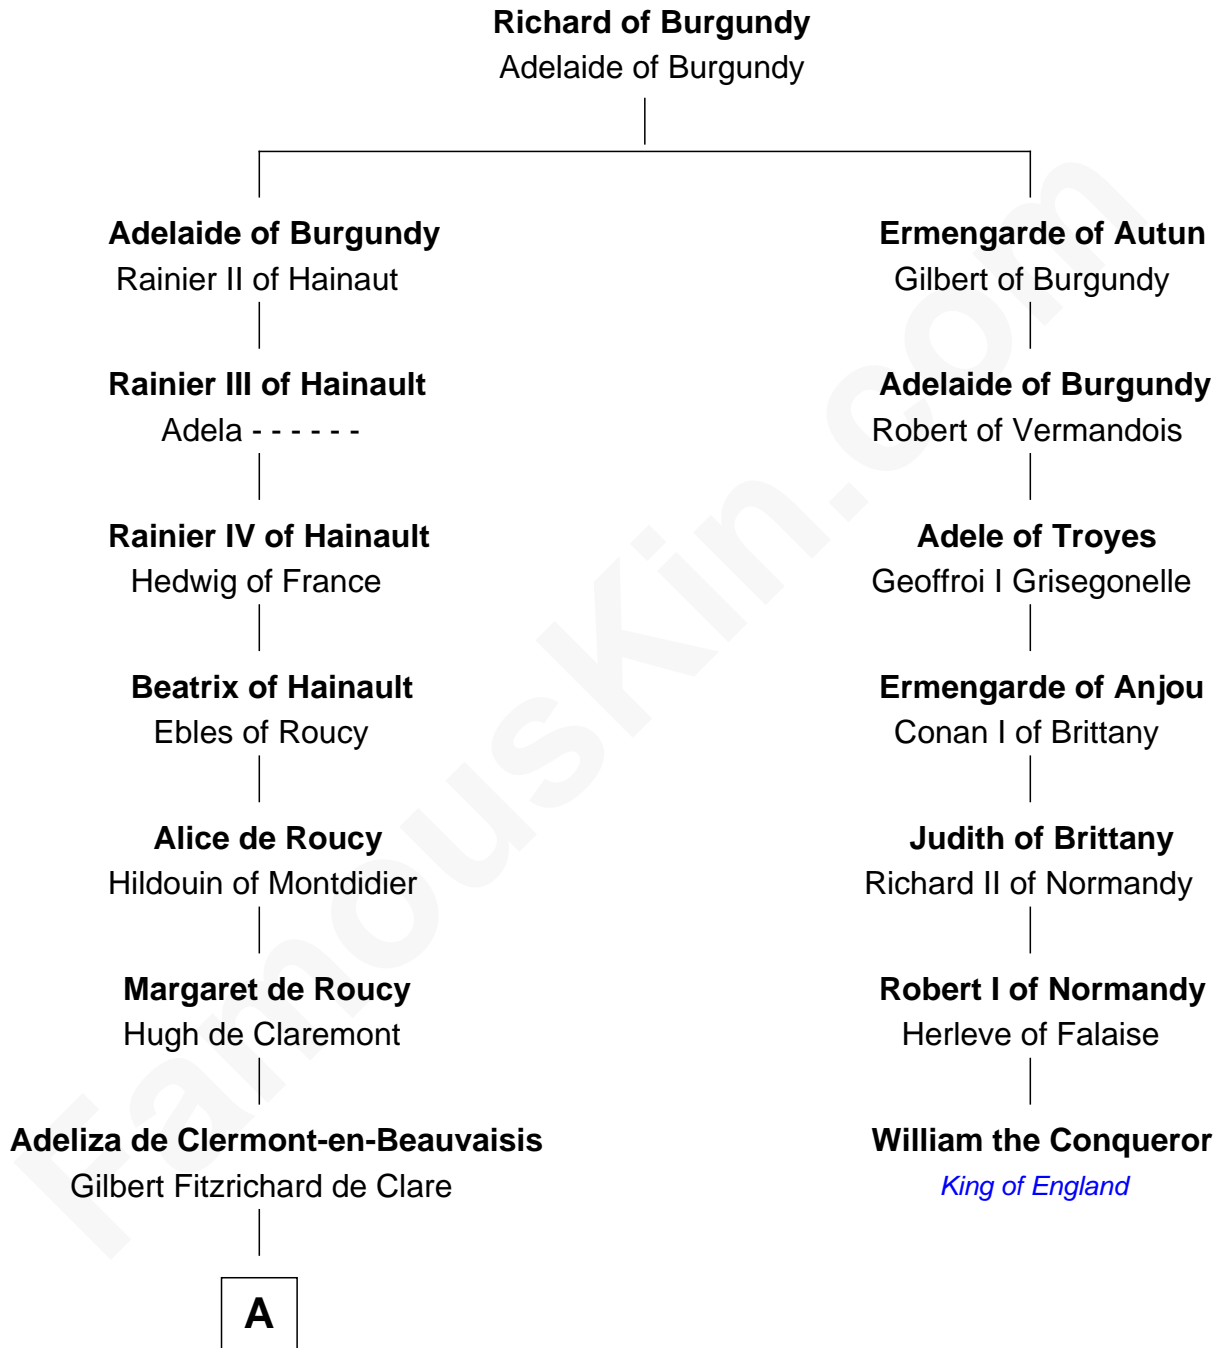 Richard of Burgundy
Adelaide of Burgundy
Adelaide of Burgundy
Rainier II of Hainaut
Ermengarde of Autun
Gilbert of Burgundy
Rainier III of Hainault
Adela - - - - - -
Adelaide of Burgundy
Robert of Vermandois
Rainier IV of Hainault
Hedwig of France
Adele of Troyes
Geoffroi I Grisegonelle
Beatrix of Hainault
Ebles of Roucy
Ermengarde of Anjou
Conan I of Brittany
Alice de Roucy
Hildouin of Montdidier
Judith of Brittany
Richard II of Normandy
Margaret de Roucy
Hugh de Claremont
Robert I of Normandy
Herleve of Falaise
Adeliza de Clermont-en-Beauvaisis
Gilbert Fitzrichard de Clare
William the Conqueror
King of England
A
FamousKin.com